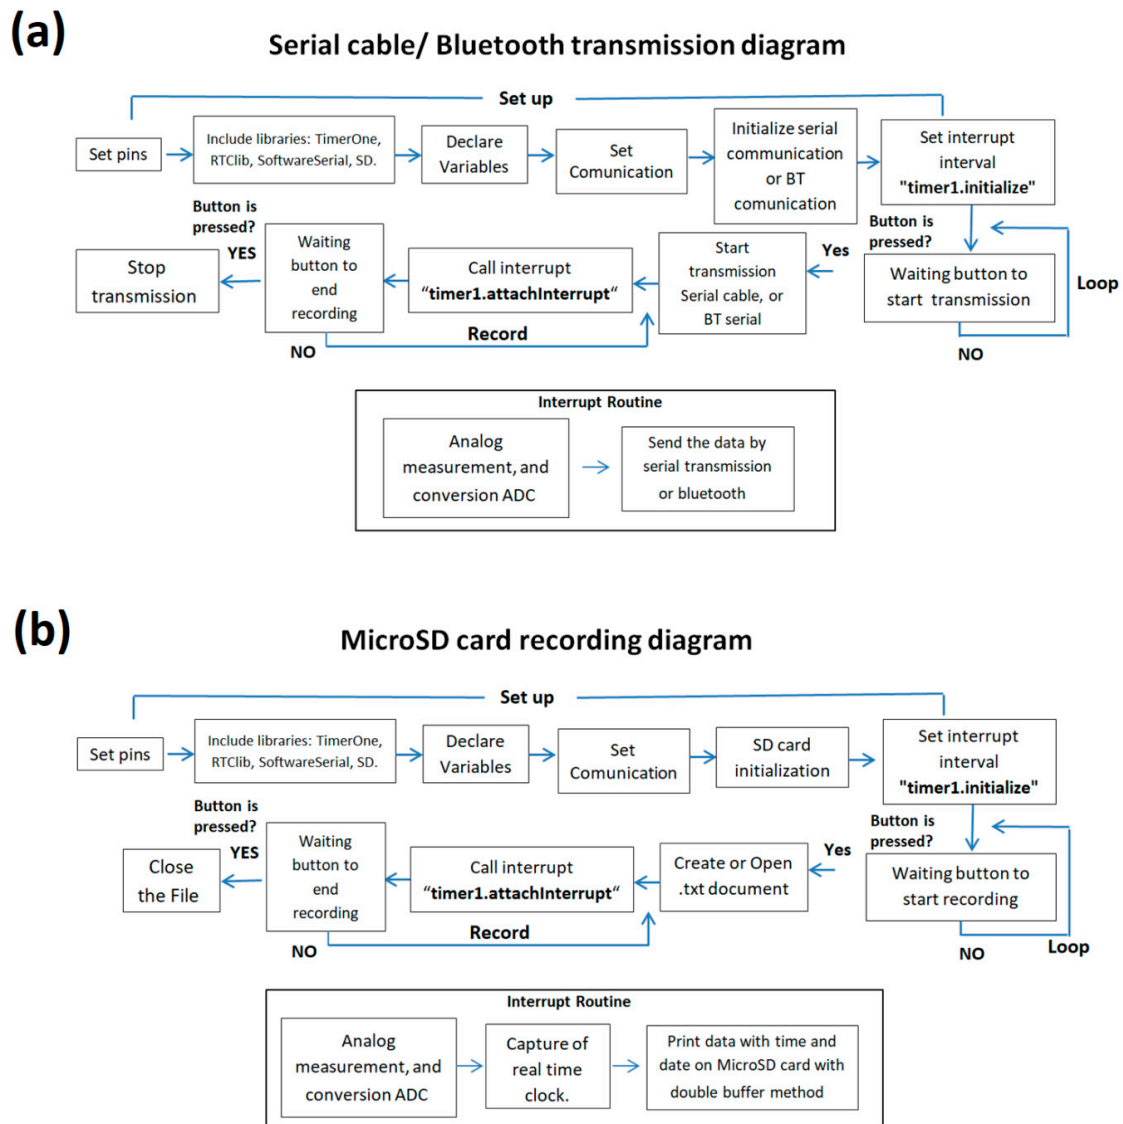 (a)
Serial cable/ Bluetooth transmission diagram
Set up
Set pins
Include libraries: TimerOne,
RTClib, SoftwareSerial, SD.
Declare
Variables
Set
Comunication
Initialize serial
communication
or BT
comunication
Set interrupt
interval
"timer1.initialize"
Button is
pressed?
Waiting button to
start transmission
Loop
NO
Yes
Start
transmission
Serial cable, or
BT serial
Call interrupt
“timer1.attachInterrupt“
Record
Waiting
button to
end
recording
NO
Button is
pressed?
YES
Stop
transmission
Interrupt Routine
Analog
measurement, and
conversion ADC
Send the data by
serial transmission
or bluetooth
(b)
MicroSD card recording diagram
Set up
Set pins
Include libraries: TimerOne,
RTClib, SoftwareSerial, SD.
Declare
Variables
Set
Comunication
SD card
initialization
Set interrupt
interval
"timer1.initialize"
Button is
pressed?
Waiting button to
start recording
NO
Loop
Yes
Create or Open
.txt document
Call interrupt
“timer1.attachInterrupt“
Record
Waiting
button to
end
recording
NO
Button is
pressed?
YES
Close
the File
Interrupt Routine
Analog
measurement, and
conversion ADC
Capture of
real time
clock.
Print data with time and
date on MicroSD card with
double buffer method